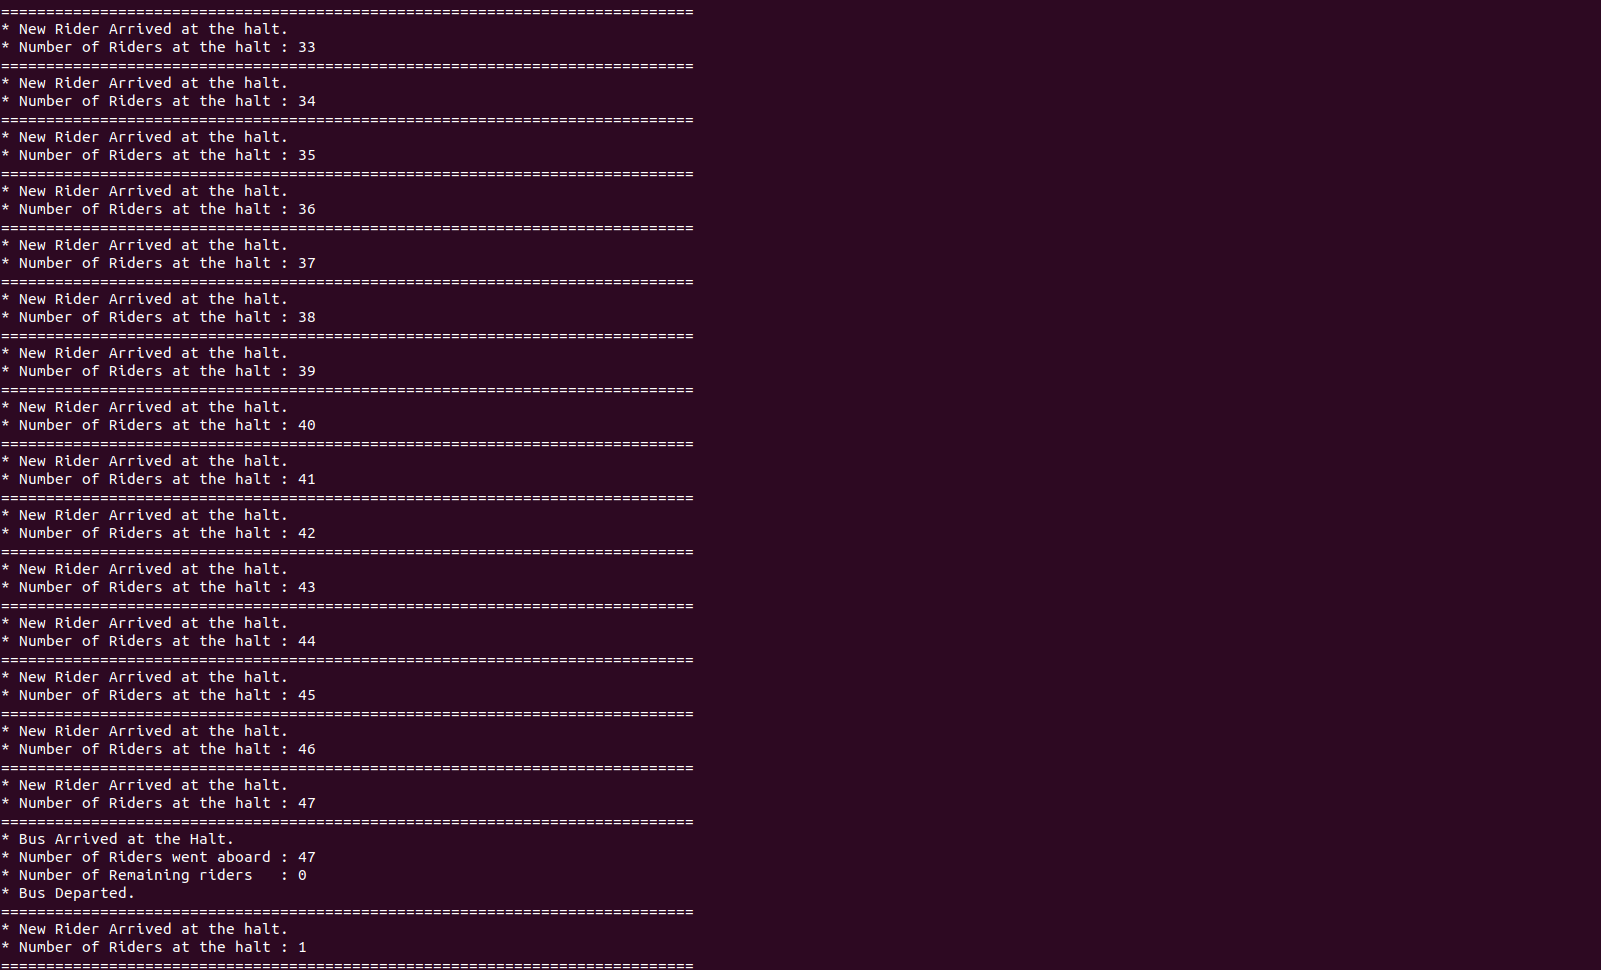 =============================================================================
* New Rider Arrived at the halt.
* Number of Riders at the halt : 33
=============================================================================
* New Rider Arrived at the halt.
* Number of Riders at the halt : 34
=============================================================================
* New Rider Arrived at the halt.
* Number of Riders at the halt : 35
=============================================================================
* New Rider Arrived at the halt.
* Number of Riders at the halt : 36
=============================================================================
* New Rider Arrived at the halt.
* Number of Riders at the halt : 37
=============================================================================
* New Rider Arrived at the halt.
* Number of Riders at the halt : 38
=============================================================================
* New Rider Arrived at the halt.
* Number of Riders at the halt : 39
=============================================================================
* New Rider Arrived at the halt.
* Number of Riders at the halt : 40
=============================================================================
* New Rider Arrived at the halt.
* Number of Riders at the halt : 41
=============================================================================
* New Rider Arrived at the halt.
* Number of Riders at the halt : 42
=============================================================================
* New Rider Arrived at the halt.
* Number of Riders at the halt : 43
=============================================================================
* New Rider Arrived at the halt.
* Number of Riders at the halt : 44
=============================================================================
* New Rider Arrived at the halt.
* Number of Riders at the halt : 45
=============================================================================
* New Rider Arrived at the halt.
* Number of Riders at the halt : 46
=============================================================================
* New Rider Arrived at the halt.
* Number of Riders at the halt : 47
=============================================================================
* Bus Arrived at the Halt.
* Number of Riders went aboard : 47
* Number of Remaining riders   : 0
* Bus Departed.
=============================================================================
* New Rider Arrived at the halt.
* Number of Riders at the halt : 1
=============================================================================